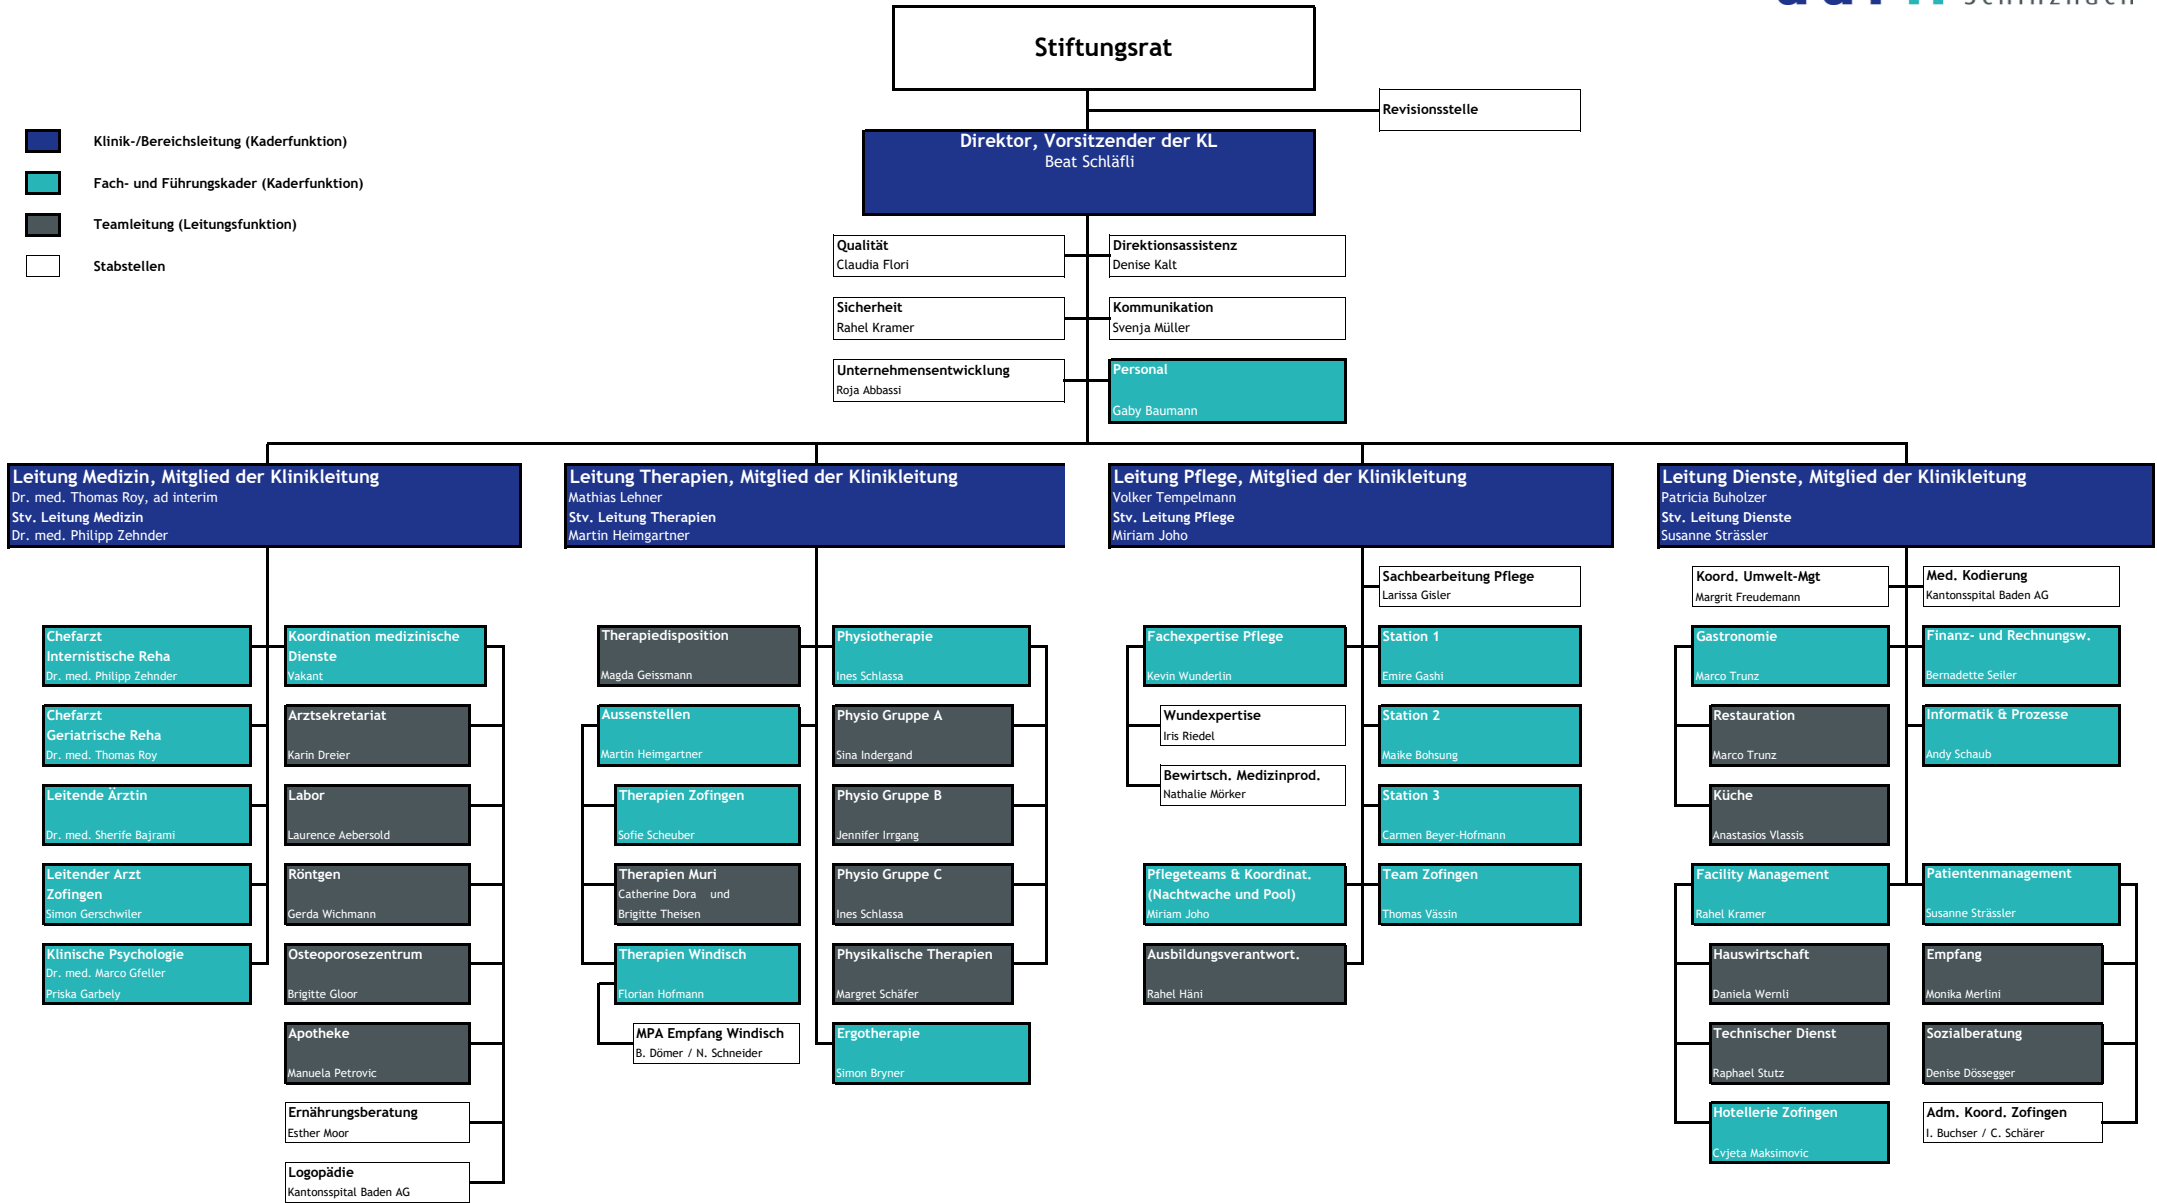 Schinznach
Stiftungsrat
Revisionsstelle
Direktor, Vorsitzender der KL
Beat Schläfli
Klinik-/Bereichsleitung (Kaderfunktion)
Fach- und Führungskader (Kaderfunktion)
Teamleitung (Leitungsfunktion)
Stabstellen
Qualität
Claudia Flori
Direktionsassistenz
Denise Kalt
Sicherheit
Rahel Kramer
Kommunikation
Svenja Müller
Unternehmensentwicklung
Roja Abbassi
Personal
Gaby Baumann
Leitung Medizin, Mitglied der Klinikleitung
Dr. med. Thomas Roy, ad interim
Stv. Leitung Medizin
Dr. med. Philipp Zehnder
Leitung Therapien, Mitglied der Klinikleitung
Mathias Lehner
Stv. Leitung Therapien
Martin Heimgartner
Leitung Pflege, Mitglied der Klinikleitung
Volker Tempelmann
Stv. Leitung Pflege
Miriam Joho
Leitung Dienste, Mitglied der Klinikleitung
Patricia Buholzer
Stv. Leitung Dienste
Susanne Strässler
Chefarzt
Internistische Reha
Dr. med. Philipp Zehnder
Chefarzt
Geriatrische Reha
Dr. med. Thomas Roy
Leitende Ärztin
Dr. med. Sherife Bajrami
Leitender Arzt
Zofingen
Simon Gerschwiler
Klinische Psychologie
Dr. med. Marco Gfeller
Priska Garbely
Koordination medizinische
Dienste
Vakant
Arztsekretariat
Karin Dreier
Labor
Laurence Aebersold
Röntgen
Gerda Wichmann
Osteoporosezentrum
Brigitte Gloor
Apotheke
Manuela Petrovic
Ernährungsberatung
Esther Moor
Logopädie
Kantonsspital Baden AG
Therapiedisposition
Magda Geissmann
Aussenstellen
Martin Heimgartner
Therapien Zofingen
Sofie Scheuber
Therapien Muri
Catherine Dora und
Brigitte Theisen
Therapien Windisch
Florian Hofmann
MPA Empfang Windisch
B. Dömer / N. Schneider
Physiotherapie
Ines Schlassa
Physio Gruppe A
Sina Indergand
Physio Gruppe B
Jennifer Irrgang
Physio Gruppe C
Ines Schlassa
Physikalische Therapien
Margret Schäfer
Ergotherapie
Simon Bryner
Sachbearbeitung Pflege
Larissa Gisler
Fachexpertise Pflege
Kevin Wunderlin
Wundexpertise
Iris Riedel
Bewirtsch. Medizinprod.
Nathalie Mörker
Pflegeteams & Koordinat.
(Nachtwache und Pool)
Miriam Joho
Ausbildungsverantwort.
Rahel Häni
Station 1
Emire Gashi
Station 2
Maike Bohsung
Station 3
Carmen Beyer-Hofmann
Team Zofingen
Thomas Vässin
Koord. Umwelt-Mgt
Margrit Freudemann
Med. Kodierung
Kantonsspital Baden AG
Gastronomie
Marco Trunz
Restauration
Marco Trunz
Küche
Anastasios Vlassis
Facility Management
Rahel Kramer
Hauswirtschaft
Daniela Wernli
Technischer Dienst
Raphael Stutz
Hotellerie Zofingen
Cvjeta Maksimovic
Finanz- und Rechnungsw.
Bernadette Seiler
Informatik & Prozesse
Andy Schaub
Patientenmanagement
Susanne Strässler
Empfang
Monika Merlini
Sozialberatung
Denise Dössegger
Adm. Koord. Zofingen
I. Buchser / C. Schärer